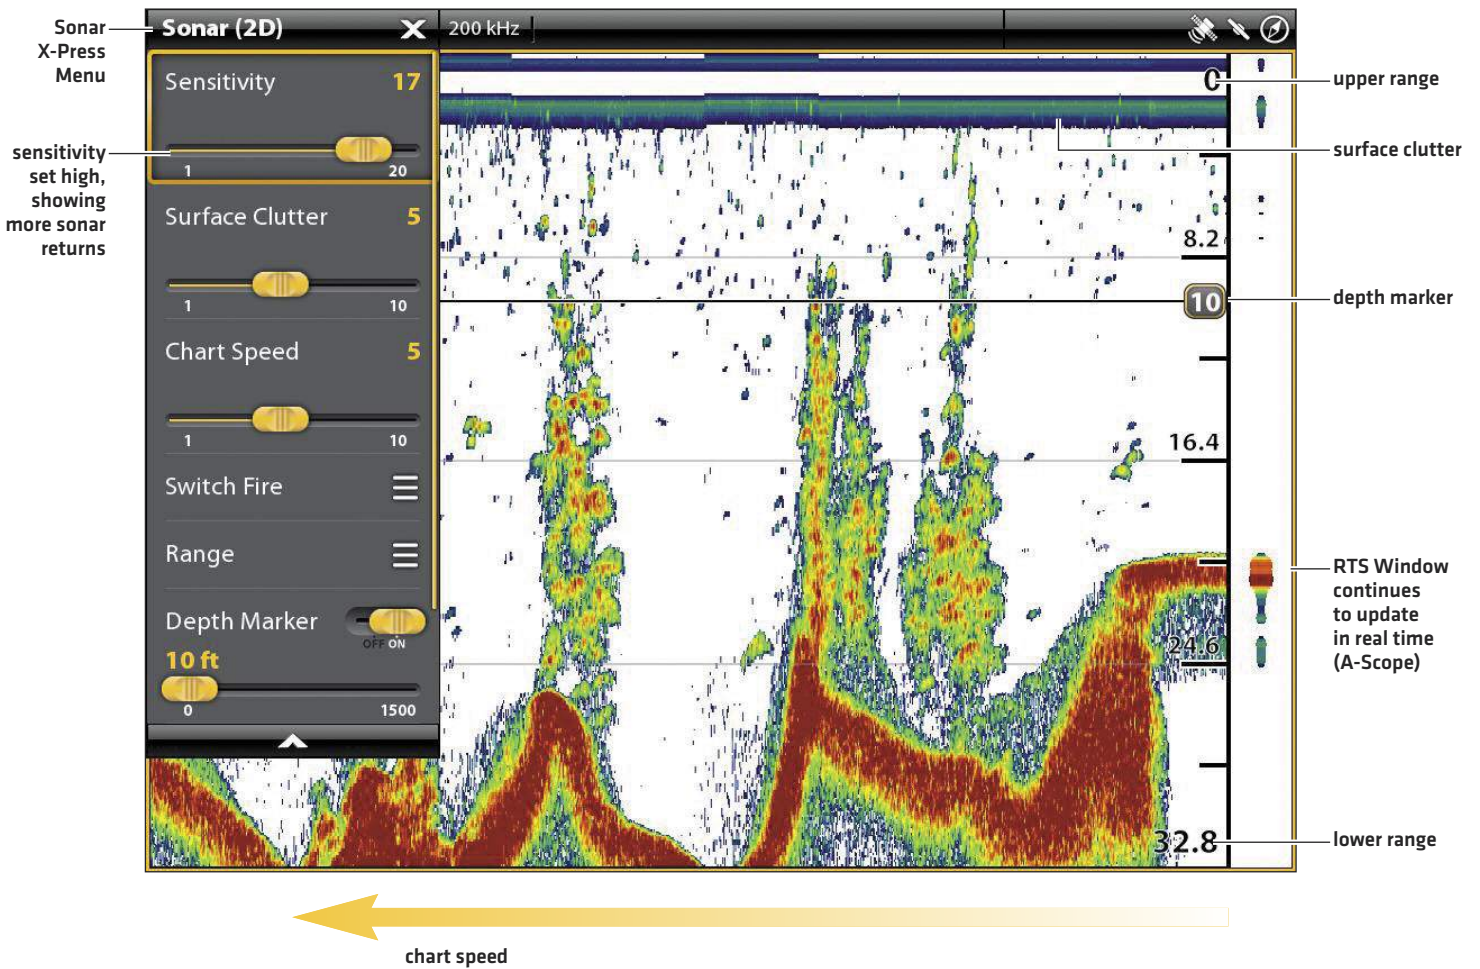 Sonar
X-Press
Menu
Sonar (2D)
200 kHz
Sensitivity 17
1 20
sensitivity
set high,
showing
more sonar
returns
Surface Clutter 5
1 10
Chart Speed 5
1 10
Switch Fire
Range
Depth Marker
OFF ON
10 ft
0 1500
0
8.2
10
16.4
24.6
32.8
upper range
surface clutter
depth marker
RTS Window
continues
to update
in real time
(A-Scope)
lower range
chart speed